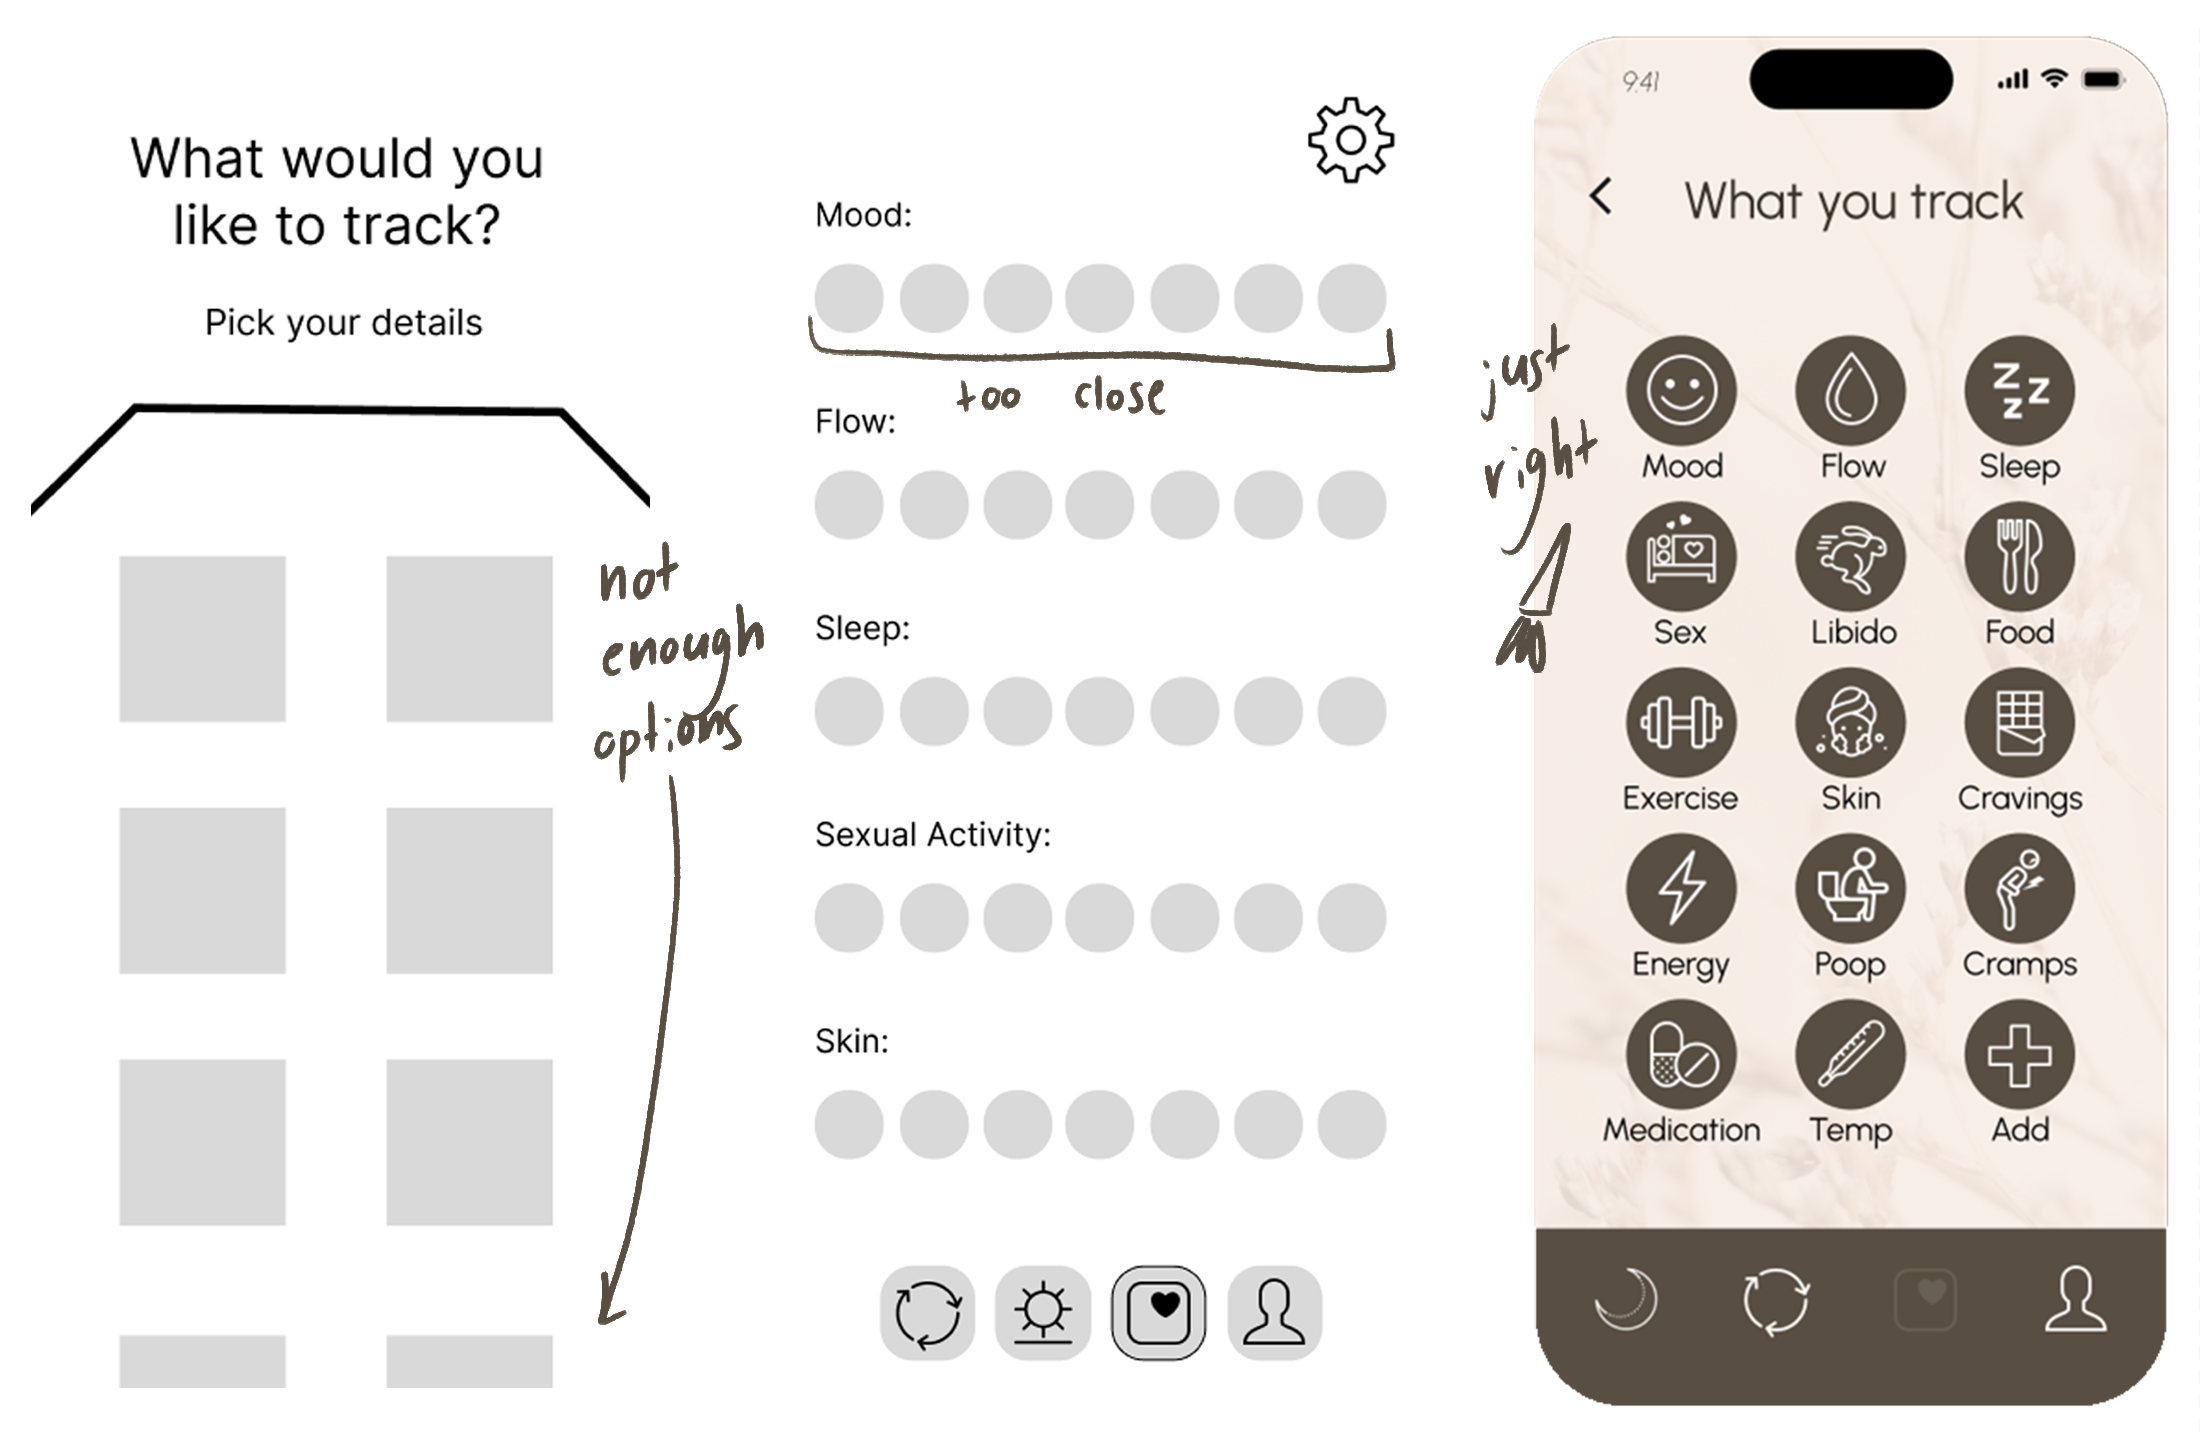 What would you
like to track?
Pick your details
not
enough
options
Mood:
too close
Flow:
Sleep:
Sexual Activity:
Skin:
just
right
9:41
What you track
Mood Flow Sleep
Sex Libido Food
Exercise Skin Cravings
Energy Poop Cramps
Medication Temp Add